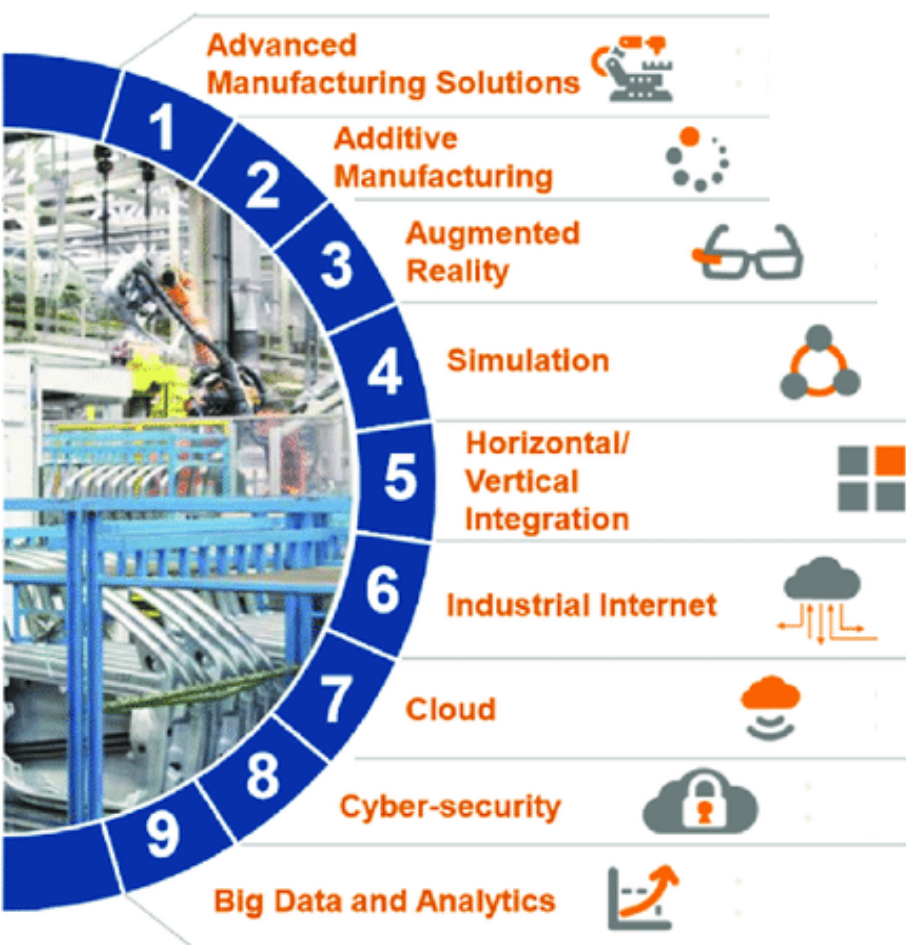 1
Advanced
Manufacturing Solutions
2
Additive
Manufacturing
3
Augmented
Reality
4
Simulation
5
Horizontal/
Vertical
Integration
6
Industrial Internet
7
Cloud
8
Cyber-security
9
Big Data and Analytics